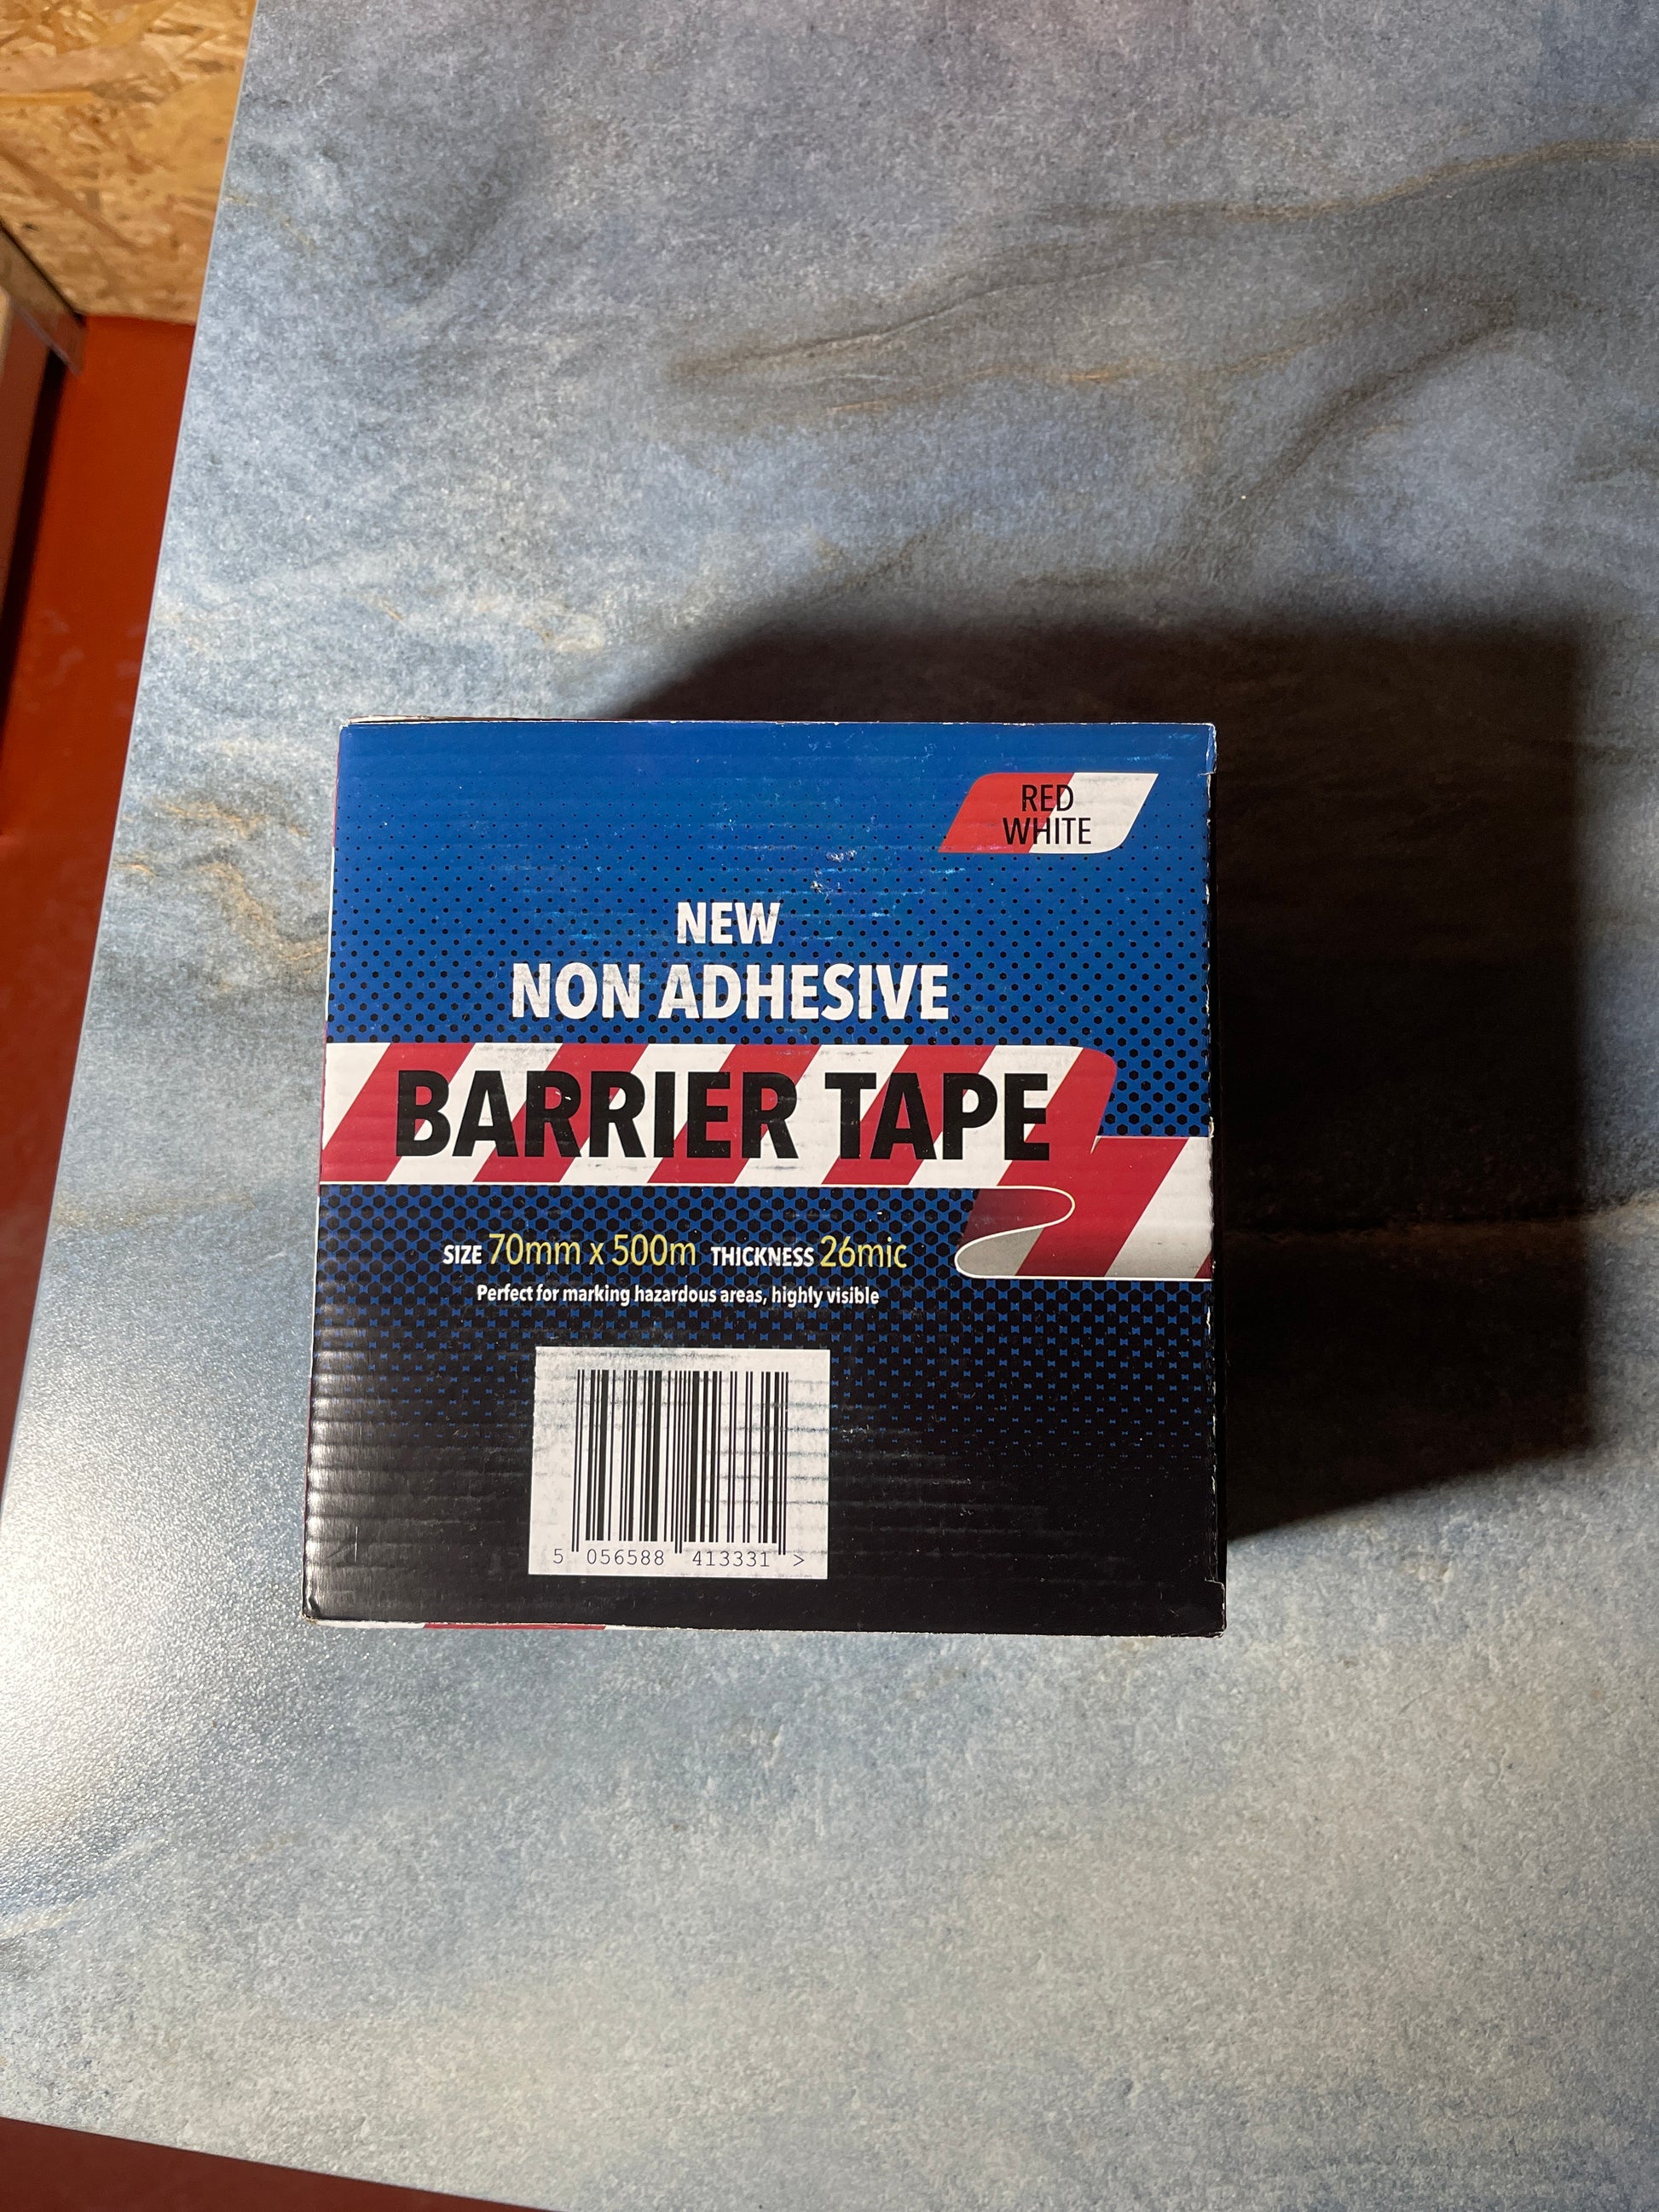 RED
WHITE
NEW
NON ADHESIVE
BARRIER TAPE
SIZE 70mm x 500m THICKNESS 26mic
Perfect for marking hazardous areas, highly visible
5 056588 413331 >